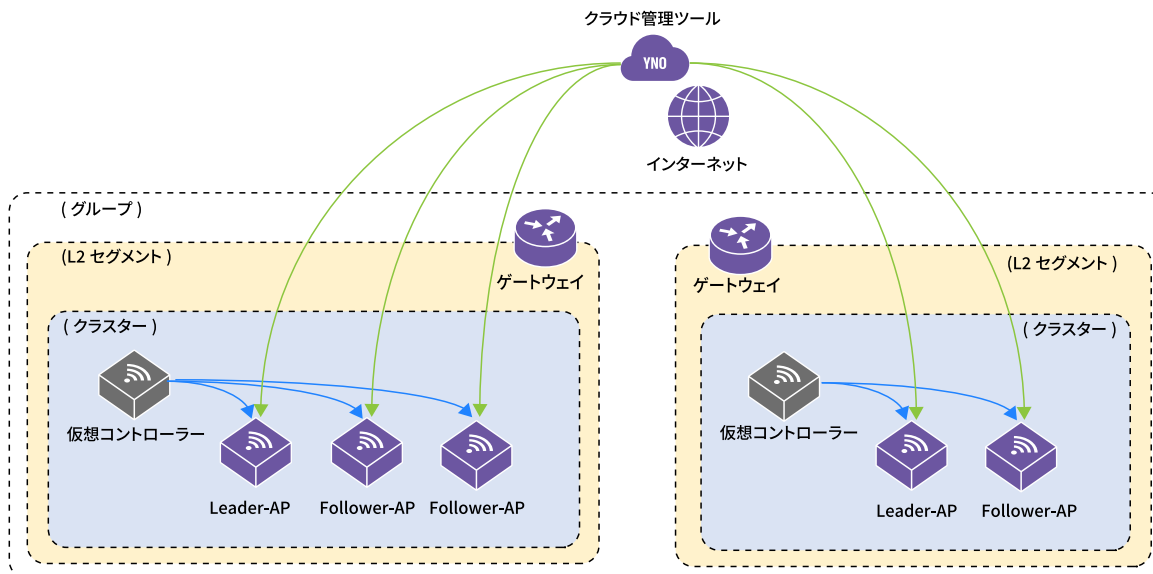 クラウド管理ツール
YNO
インターネット
( グループ )
(L2 セグメント )
ゲートウェイ
( クラスター )
仮想コントローラー
Leader-AP
Follower-AP
Follower-AP
(L2 セグメント )
ゲートウェイ
( クラスター )
仮想コントローラー
Leader-AP
Follower-AP